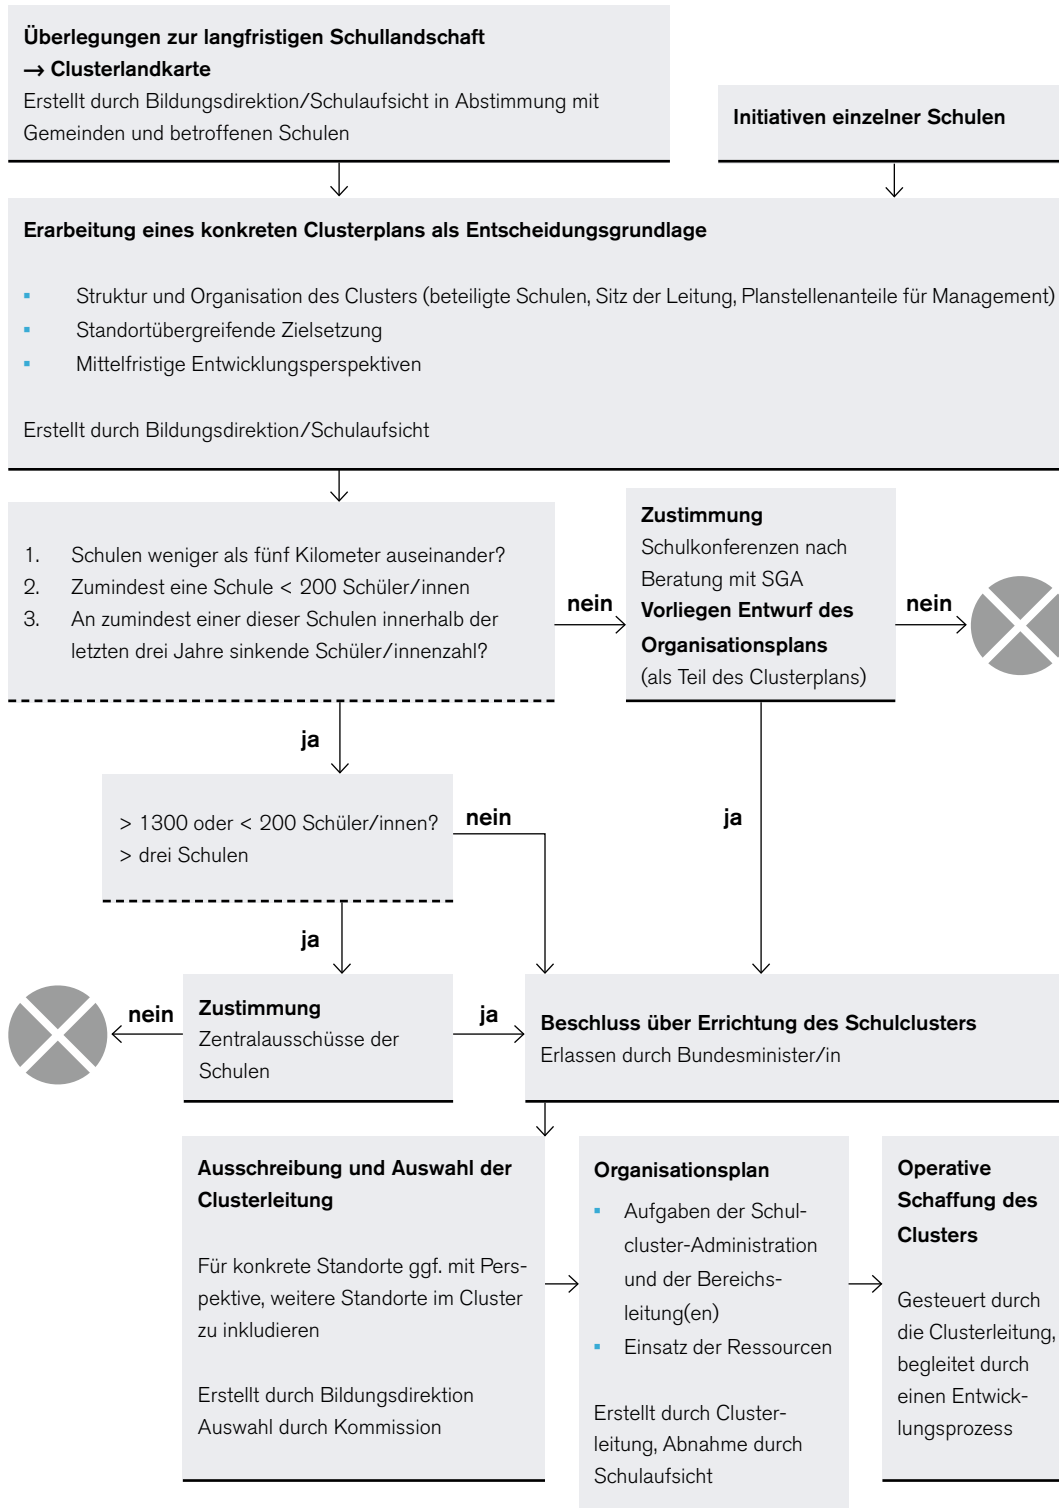 Überlegungen zur langfristigen Schullandschaft
→ Clusterlandkarte
Erstellt durch Bildungsdirektion/Schulaufsicht in Abstimmung mit
Gemeinden und betroffenen Schulen
Initiativen einzelner Schulen
Erarbeitung eines konkreten Clusterplans als Entscheidungsgrundlage
▪ Struktur und Organisation des Clusters (beteiligte Schulen, Sitz der Leitung, Planstellenanteile für Management)
▪ Standortübergreifende Zielsetzung
▪ Mittelfristige Entwicklungsperspektiven
Erstellt durch Bildungsdirektion/Schulaufsicht
1. Schulen weniger als fünf Kilometer auseinander?
2. Zumindest eine Schule < 200 Schüler/innen
3. An zumindest einer dieser Schulen innerhalb der
letzten drei Jahre sinkende Schüler/innenzahl?
nein
Zustimmung
Schulkonferenzen nach
Beratung mit SGA
Vorliegen Entwurf des
Organisationsplans
(als Teil des Clusterplans)
nein
ja
> 1300 oder < 200 Schüler/innen?
> drei Schulen
nein
ja
ja
nein
Zustimmung
Zentralausschüsse der
Schulen
ja
Beschluss über Errichtung des Schulclusters
Erlassen durch Bundesminister/in
Ausschreibung und Auswahl der
Clusterleitung
Für konkrete Standorte ggf. mit Pers-
pektive, weitere Standorte im Cluster
zu inkludieren
Erstellt durch Bildungsdirektion
Auswahl durch Kommission
Organisationsplan
▪ Aufgaben der Schul-
cluster-Administration
und der Bereichs-
leitung(en)
▪ Einsatz der Ressourcen
Erstellt durch Cluster-
leitung, Abnahme durch
Schulaufsicht
Operative
Schaffung des
Clusters
Gesteuert durch
die Clusterleitung,
begleitet durch
einen Entwick-
lungsprozess